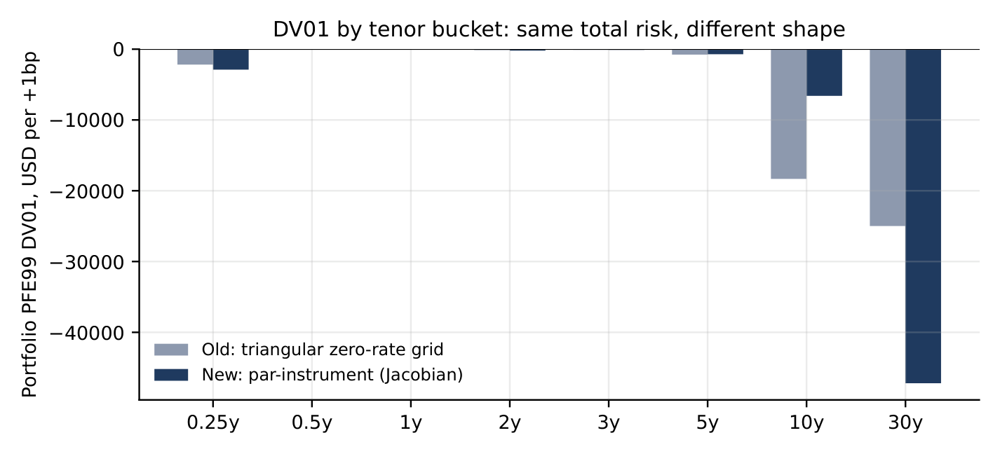 DV01 by tenor bucket: same total risk, different shape
Portfolio PFE99 DV01, USD per +1bp
0
−10000
−20000
−30000
−40000
Old: triangular zero-rate grid
New: par-instrument (Jacobian)
0.25y 0.5y 1y 2y 3y 5y 10y 30y